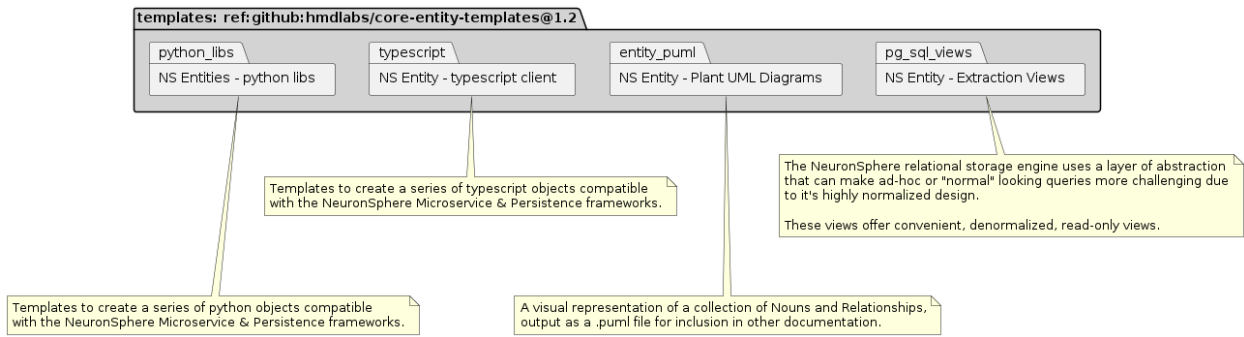 templates: ref:github:hmdlabs/core-entity-templates@1.2
python_libs
NS Entities - python libs
typescript
NS Entity - typescript client
entity_puml
NS Entity - Plant UML Diagrams
pg_sql_views
NS Entity - Extraction Views
The NeuronSphere relational storage engine uses a layer of abstraction
that can make ad-hoc or "normal" looking queries more challenging due
to it's highly normalized design.
These views offer convenient, denormalized, read-only views.
Templates to create a series of typescript objects compatible
with the NeuronSphere Microservice & Persistence frameworks.
Templates to create a series of python objects compatible
with the NeuronSphere Microservice & Persistence frameworks.
A visual representation of a collection of Nouns and Relationships,
output as a .puml file for inclusion in other documentation.